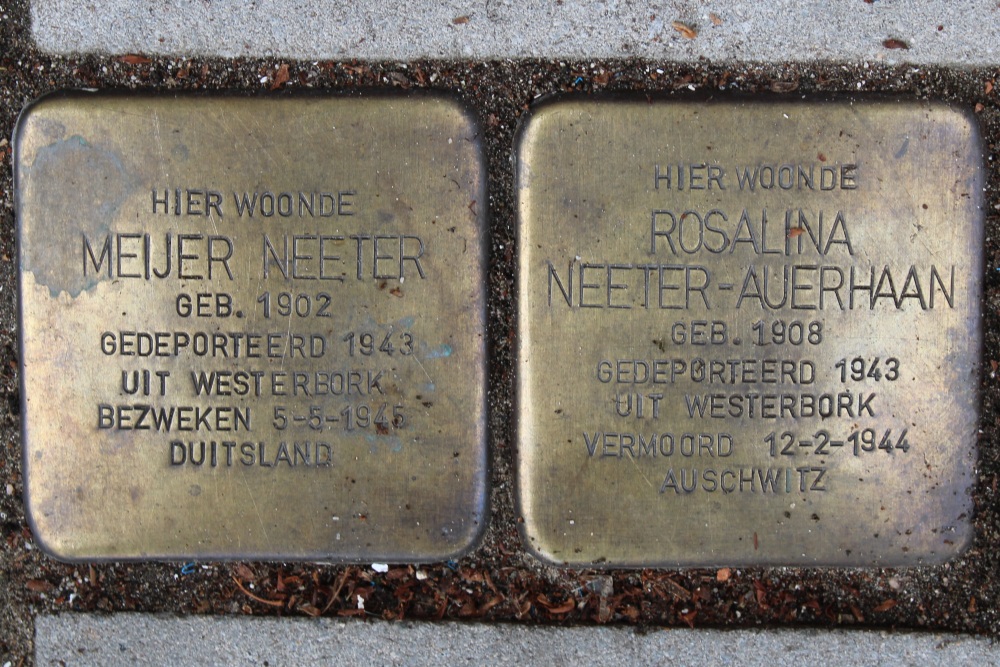 HIER WOONDE
MEIJER NEETER
GEB. 1902
GEDEPORTEERD 1943
UIT WESTERBORK
BEZWEKEN 5-5-1945
DUITSLAND
HIER WOONDE
ROSALINA
NEETER-AUERHAAN
GEB. 1908
GEDEPORTEERD 1943
UIT WESTERBORK
VERMOORD 12-2-1944
AUSCHWITZ